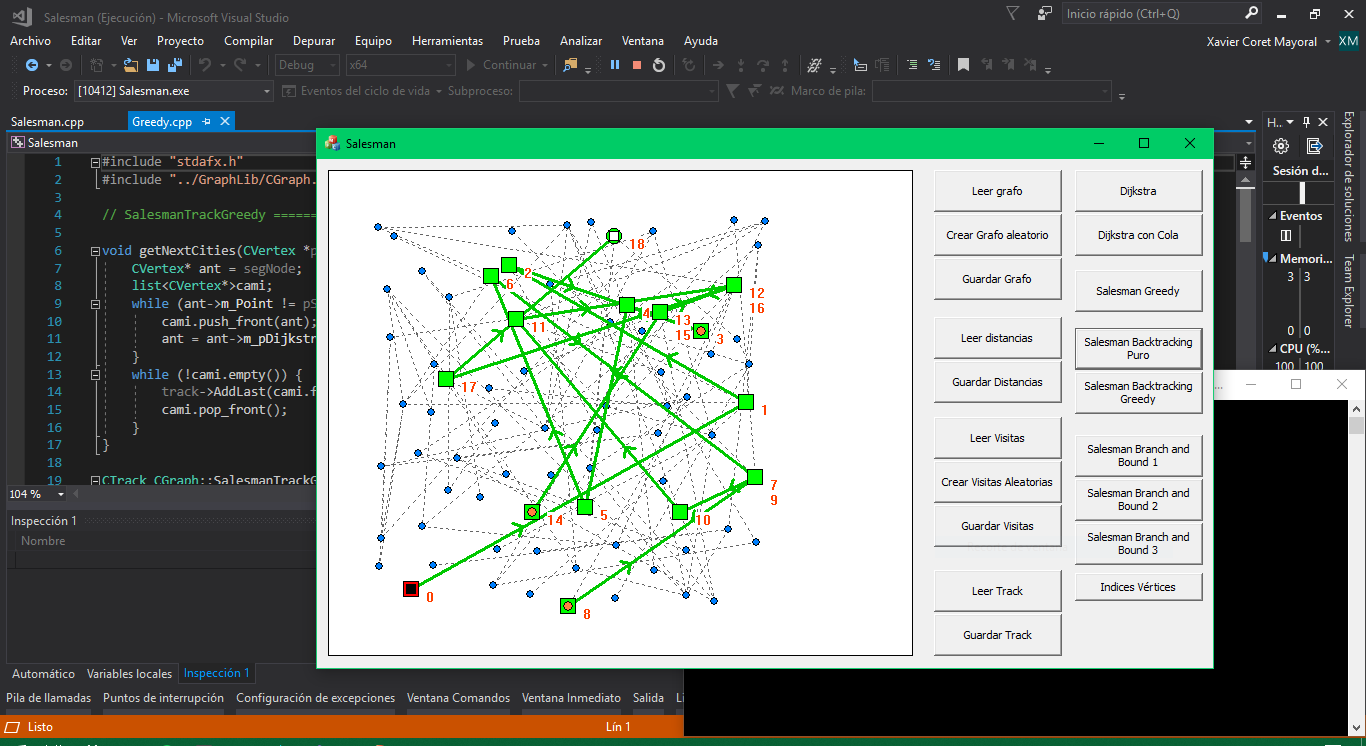 Salesman (Ejecución) - Microsoft Visual Studio
Inicio rápido (Ctrl+Q)
Archivo Editar Ver Proyecto Compilar Depurar Equipo Herramientas Prueba Analizar Ventana Ayuda
Xavier Coret Mayoral XM
Debug x64 Continuar
Proceso: [10412] Salesman.exe Eventos del ciclo de vida Subproceso: Marco de pila:
Salesman.cpp Greedy.cpp
Salesman
1 #include "stdafx.h"
2 #include "../GraphLib/CGraph.
3
4 // SalesmanTrackGreedy =======
5
6 void getNextCities(CVertex *p
7 CVertex* ant = segNode;
8 list<CVertex*>cami;
9 while (ant->m_Point != pS
10 cami.push_front(ant);
11 ant = ant->m_pDijkstr
12 }
13 while (!cami.empty()) {
14 track->AddLast(cami.f
15 cami.pop_front();
16 }
17 }
18
19 CTrack CGraph::SalesmanTrackG
104 %
Inspección 1
Nombre
Automático Variables locales Inspección 1
Pila de llamadas Puntos de interrupción Configuración de excepciones Ventana Comandos Ventana Inmediato Salida Li
Listo Lín 1
Salesman
18
2
6
12
16
4
13
15
3
11
17
1
7
9
14
5
10
0
8
Leer grafo
Crear Grafo aleatorio
Guardar Grafo
Leer distancias
Guardar Distancias
Leer Visitas
Crear Visitas Aleatorias
Guardar Visitas
Leer Track
Guardar Track
Dijkstra
Dijkstra con Cola
Salesman Greedy
Salesman Backtracking
Puro
Salesman Backtracking
Greedy
Salesman Branch and
Bound 1
Salesman Branch and
Bound 2
Salesman Branch and
Bound 3
Indices Vértices
H...
Sesión d...
Eventos
Memori...
3 3
0 0
CPU (%...
100 100
...
Explorador de soluciones
Team Explorer